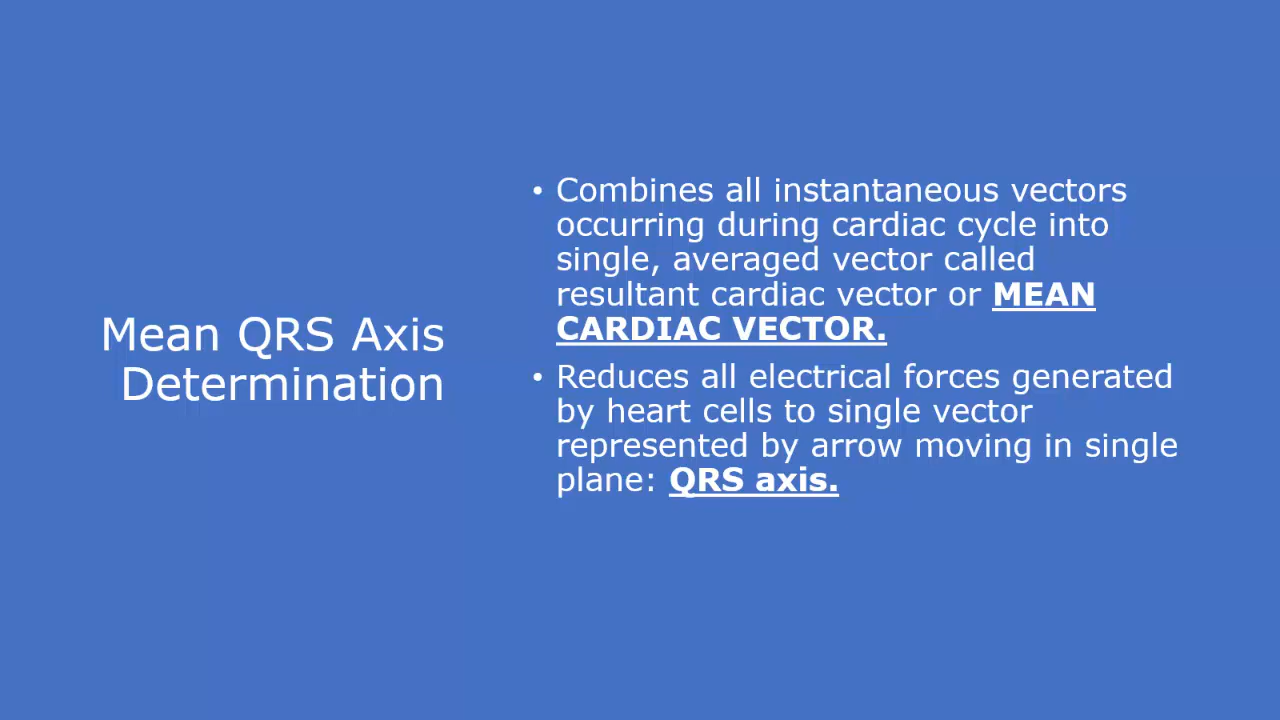 Mean QRS Axis
Determination
• Combines all instantaneous vectors
occurring during cardiac cycle into
single, averaged vector called
resultant cardiac vector or MEAN
CARDIAC VECTOR.
• Reduces all electrical forces generated
by heart cells to single vector
represented by arrow moving in single
plane: QRS axis.